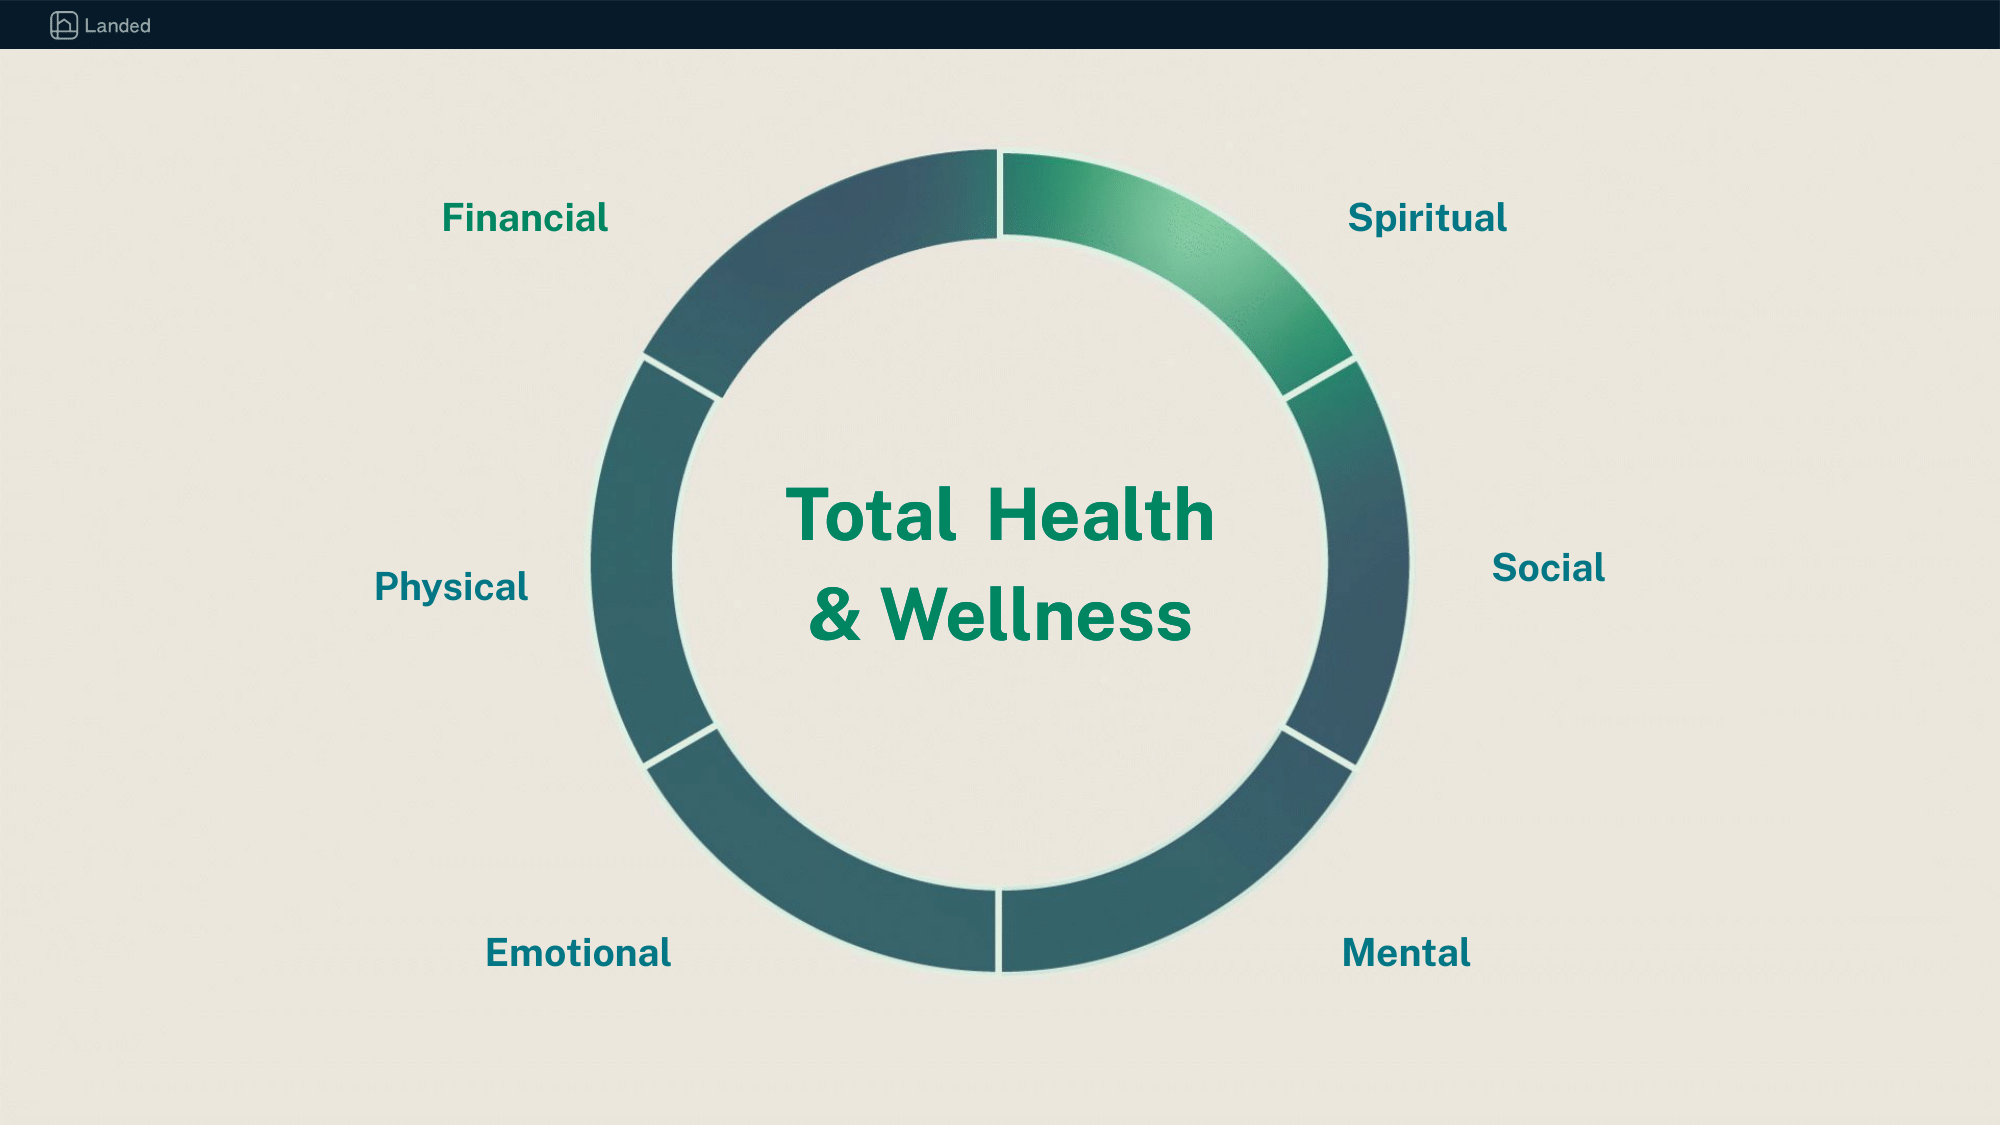 Landed
Financial
Spiritual
Total Health
& Wellness
Social
Physical
Emotional
Mental